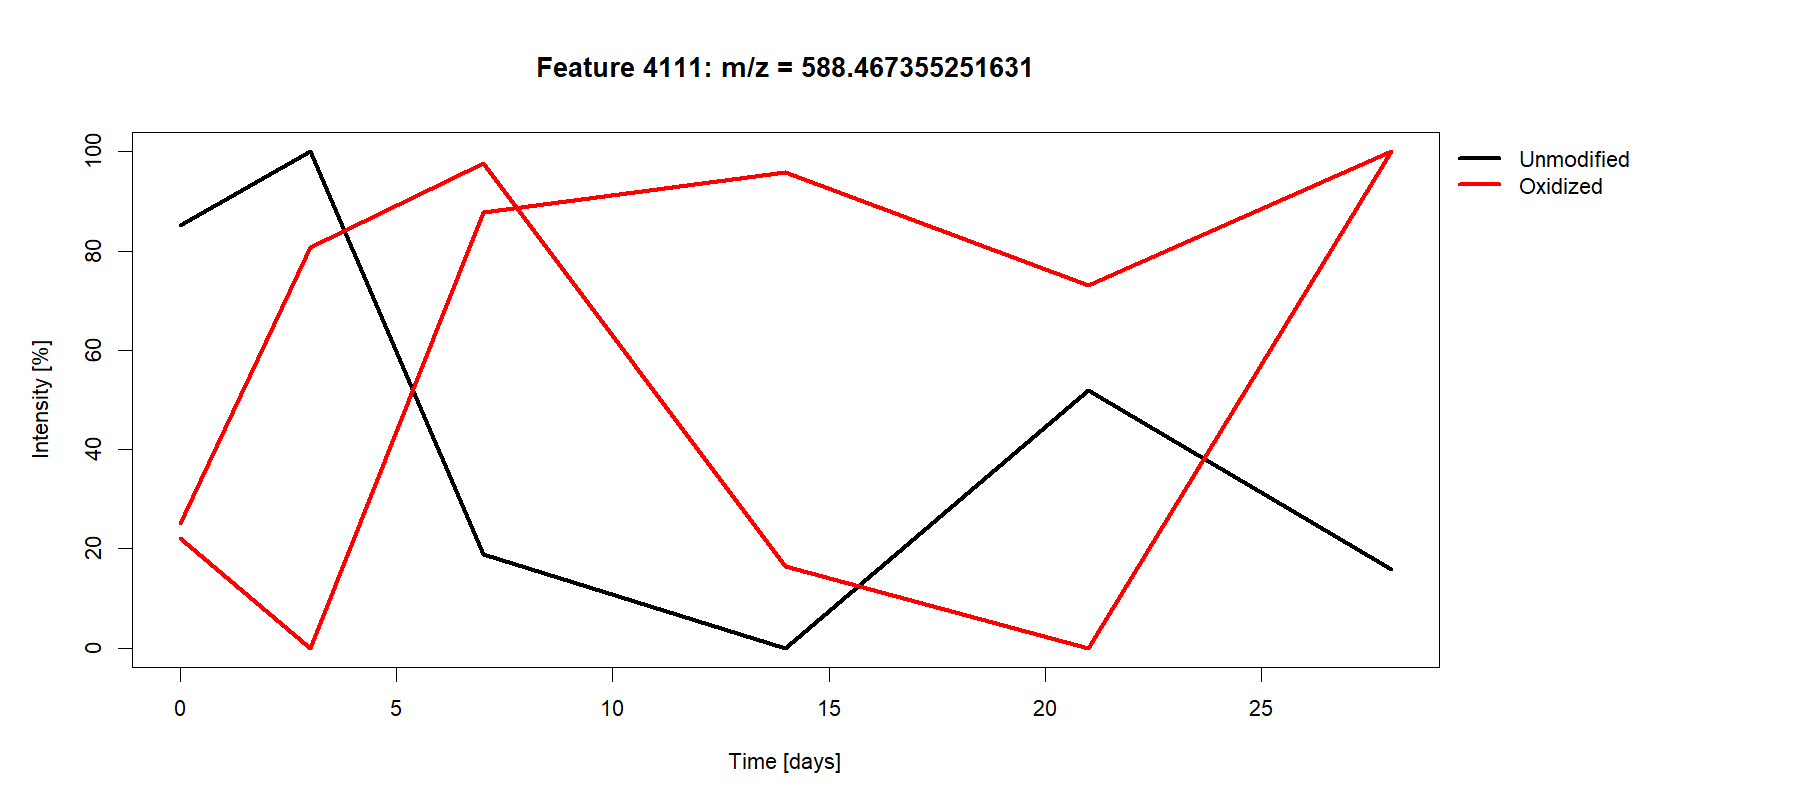 Feature 4111: m/z = 588.467355251631
Unmodified
Oxidized
Intensity [%]
100
80
60
40
20
0
0 5 10 15 20 25
Time [days]